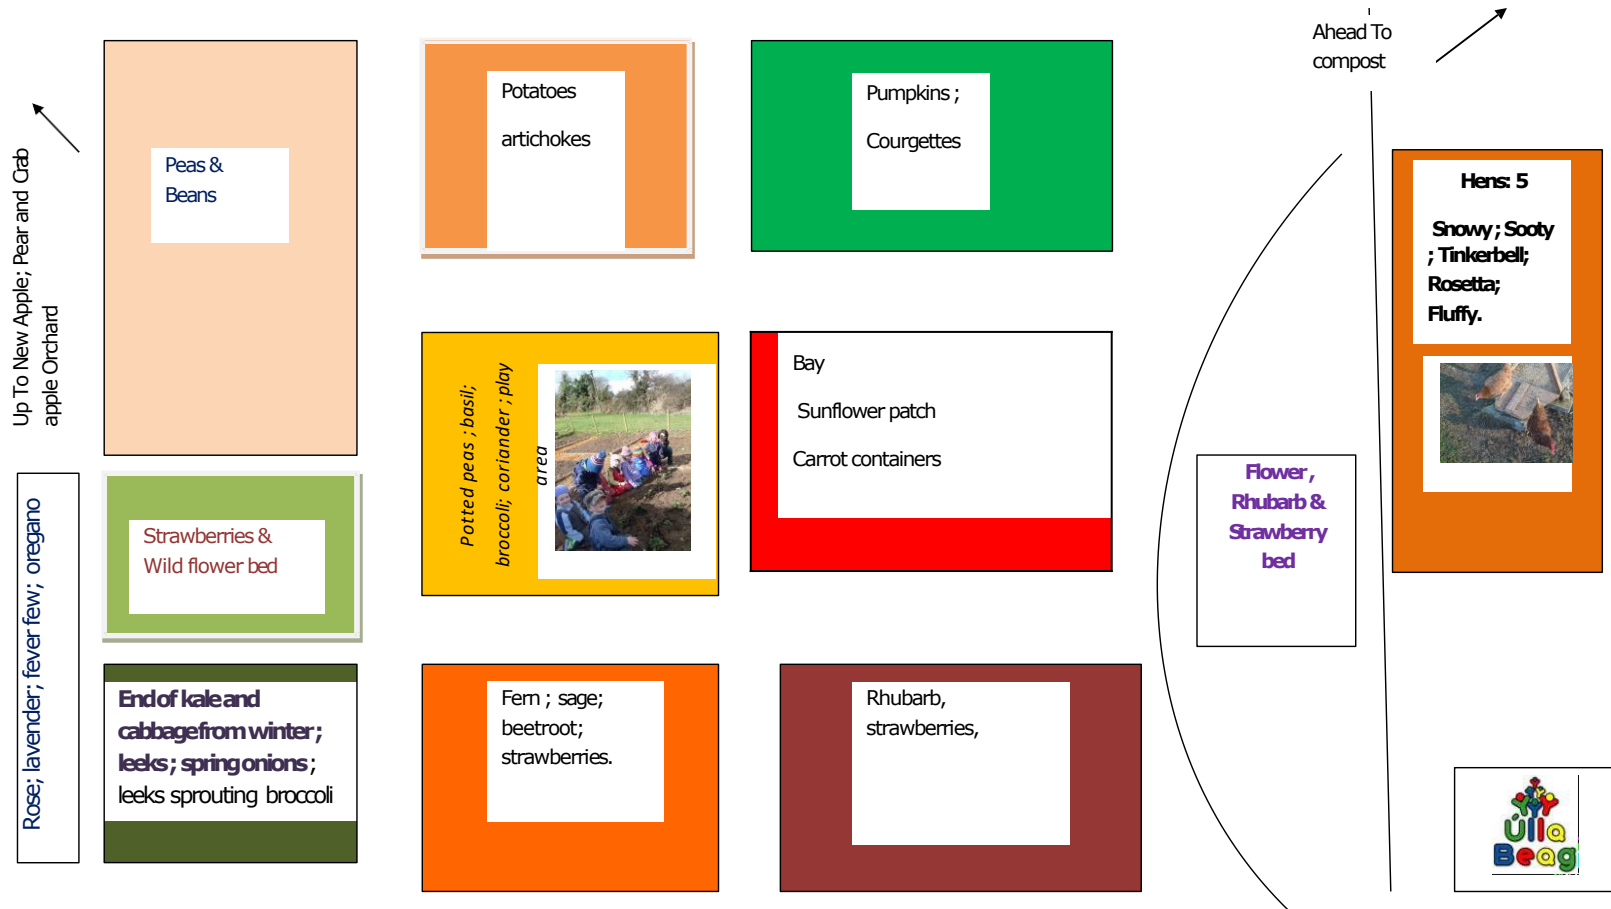 Up To New Apple; Pear and Crab
apple Orchard
Rose; lavender; fever few; oregano
Peas &
Beans
Strawberries &
Wild flower bed
End of kale and
cabbage from winter ;
leeks ; spring onions ;
leeks sprouting broccoli
Potatoes
artichokes
Potted peas ; basil;
broccoli; coriander ; play
area
Fern ; sage;
beetroot;
strawberries.
Pumpkins ;
Courgettes
Bay
Sunflower patch
Carrot containers
Rhubarb,
strawberries,
Ahead To
compost
Flower ,
Rhubarb &
Strawberry
bed
Hens: 5
Snowy ; Sooty
; Tinkerbell;
Rosetta;
Fluffy.
Úlla
Beag